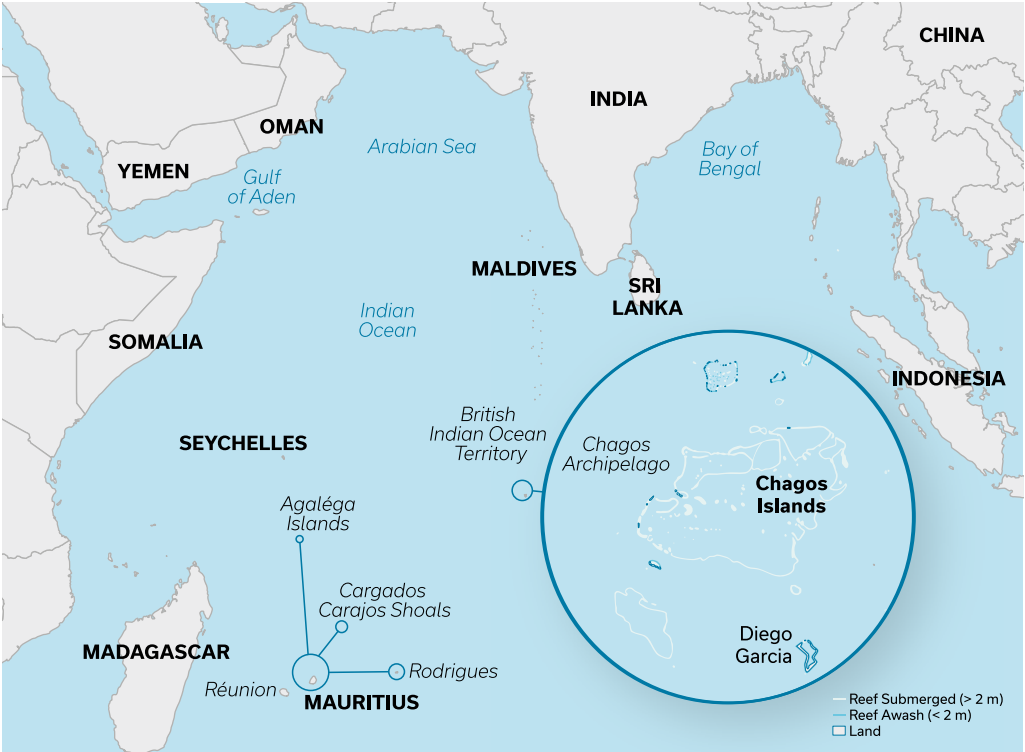 CHINA
INDIA
OMAN
Arabian Sea
Bay of
Bengal
YEMEN
Gulf
of Aden
MALDIVES
SRI
LANKA
Indian
Ocean
SOMALIA
INDONESIA
British
Indian Ocean
Territory
Chagos
Archipelago
SEYCHELLES
Chagos
Islands
Agaléga
Islands
Cargados
Carajos Shoals
Diego
Garcia
MADAGASCAR
Rodrigues
Réunion
MAURITIUS
Reef Submerged (> 2 m)
Reef Awash (< 2 m)
Land